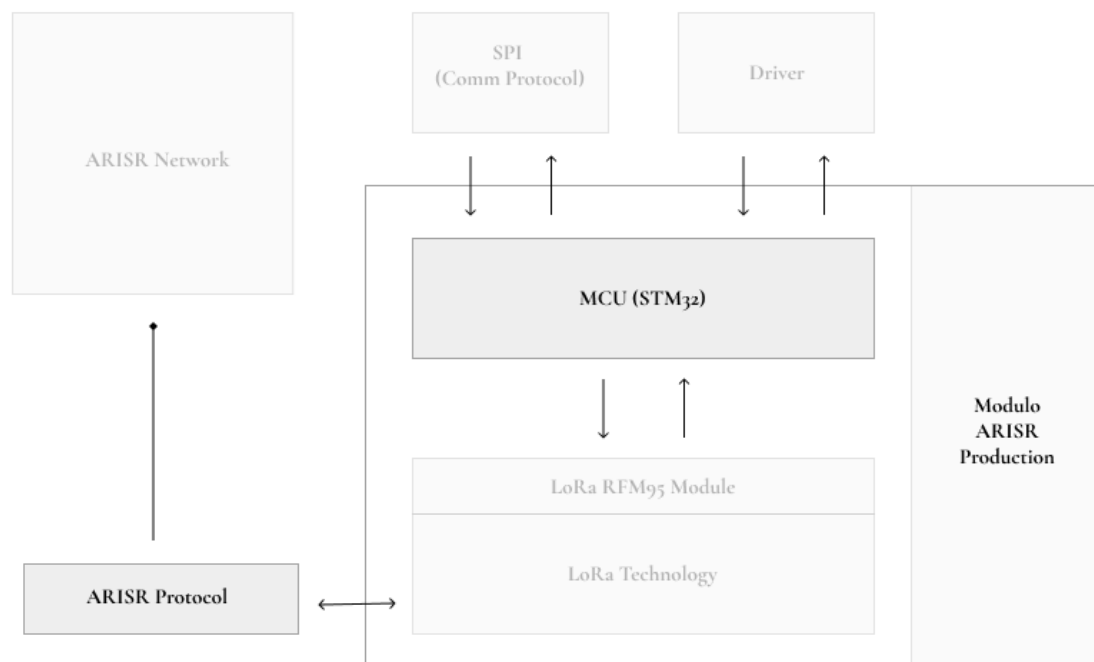 SPI
(Comm Protocol)
Driver
ARISR Network
MCU (STM32)
Modulo
ARISR
Production
LoRa RFM95 Module
LoRa Technology
ARISR Protocol